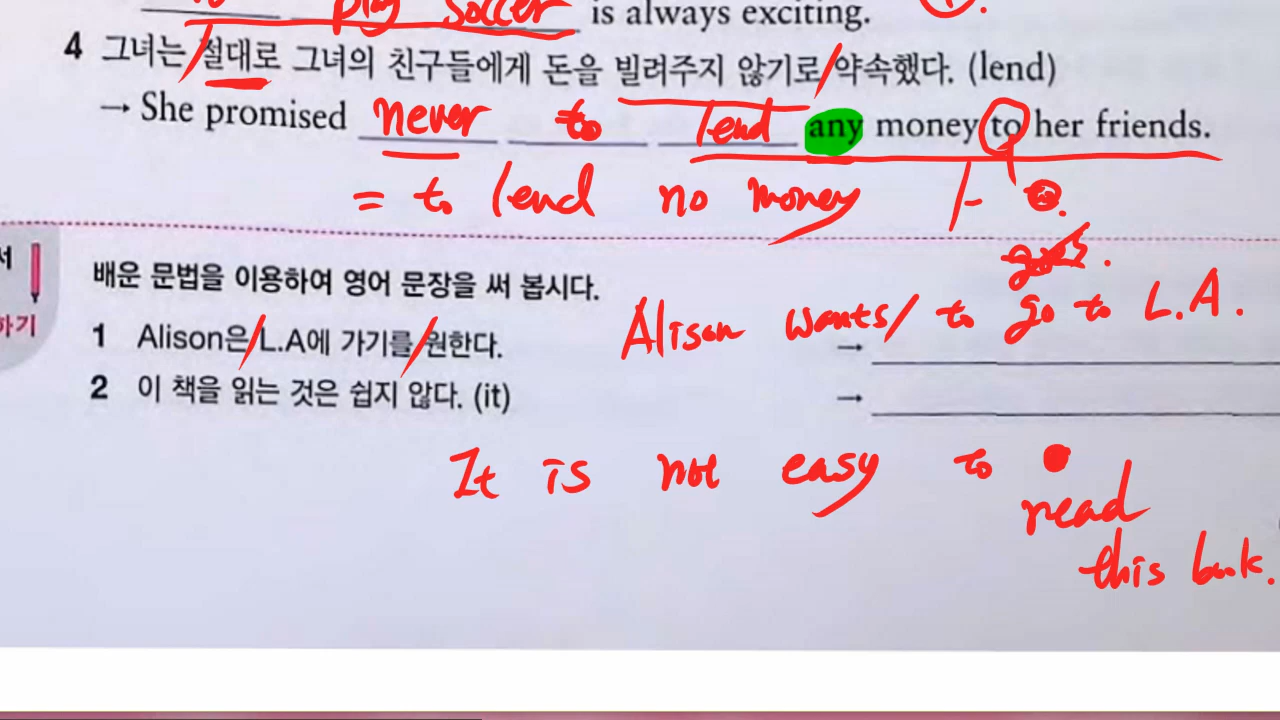 to play soccer is always exciting.
4 그녀는 절대로 그녀의 친구들에게 돈을 빌려주지 않기로 약속했다. (lend)
→ She promised never to lend any money to her friends.
= to lend no money
배운 문법을 이용하여 영어 문장을 써 봅시다.
goes.
하기
1 Alison은 L.A에 가기를 원한다. → Alison wants to go to L.A.
2 이 책을 읽는 것은 쉽지 않다. (it) →
It is not easy to
read
this book.